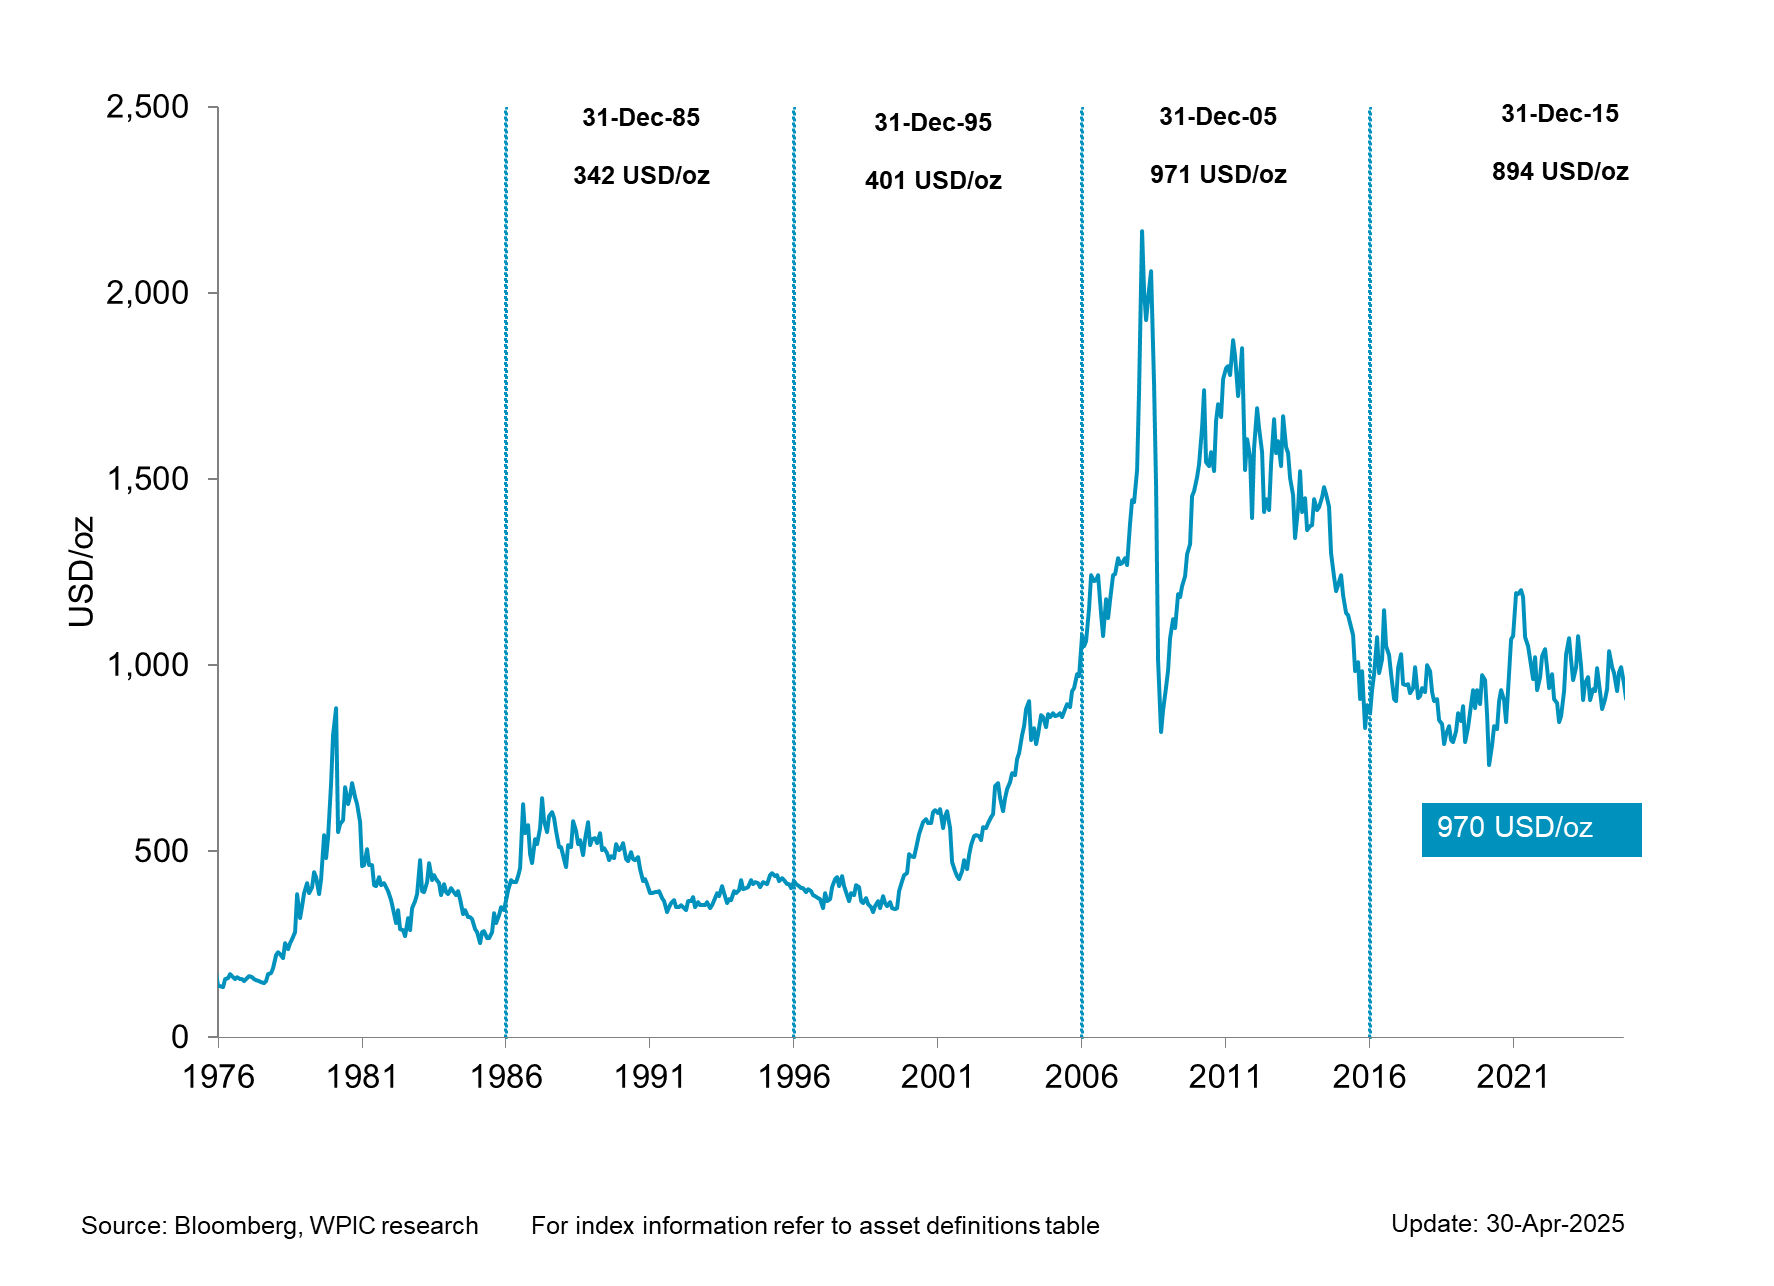 2,500
2,000
1,500
1,000
500
0
USD/oz
31-Dec-85
342 USD/oz
31-Dec-95
401 USD/oz
31-Dec-05
971 USD/oz
31-Dec-15
894 USD/oz
970 USD/oz
1976 1981 1986 1991 1996 2001 2006 2011 2016 2021
Source: Bloomberg, WPIC research For index information refer to asset definitions table Update: 30-Apr-2025